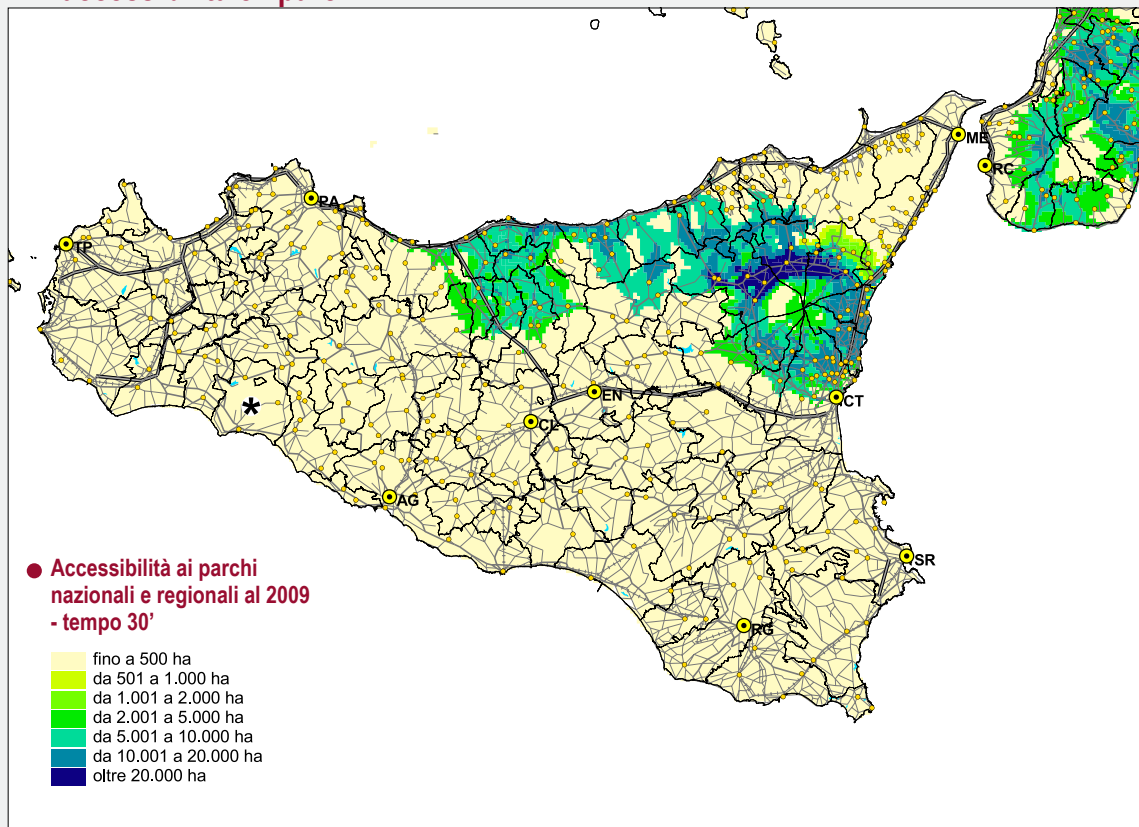 ME
RC
PA
TP
EN
CL
CT
AG
SR
RG
*
Accessibilità ai parchi
nazionali e regionali al 2009
- tempo 30’
fino a 500 ha
da 501 a 1.000 ha
da 1.001 a 2.000 ha
da 2.001 a 5.000 ha
da 5.001 a 10.000 ha
da 10.001 a 20.000 ha
oltre 20.000 ha